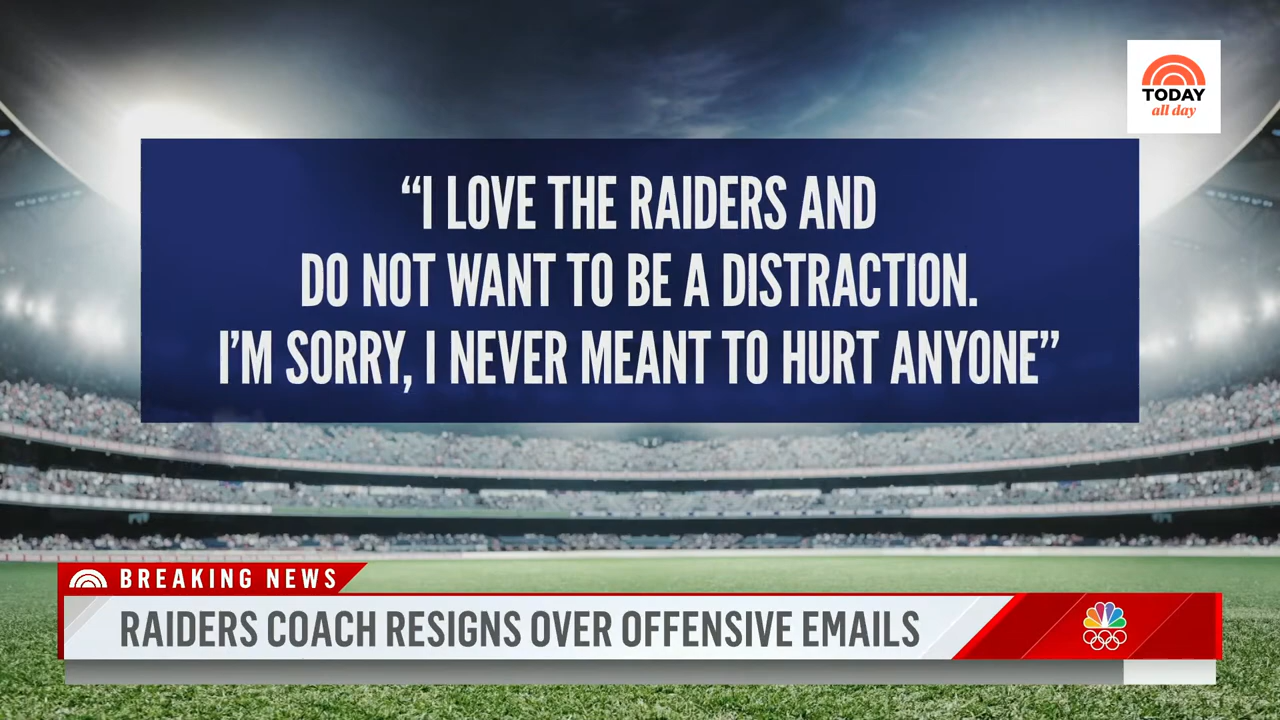 TODAY
all day
“I LOVE THE RAIDERS AND
DO NOT WANT TO BE A DISTRACTION.
I’M SORRY, I NEVER MEANT TO HURT ANYONE”
BREAKING NEWS
RAIDERS COACH RESIGNS OVER OFFENSIVE EMAILS